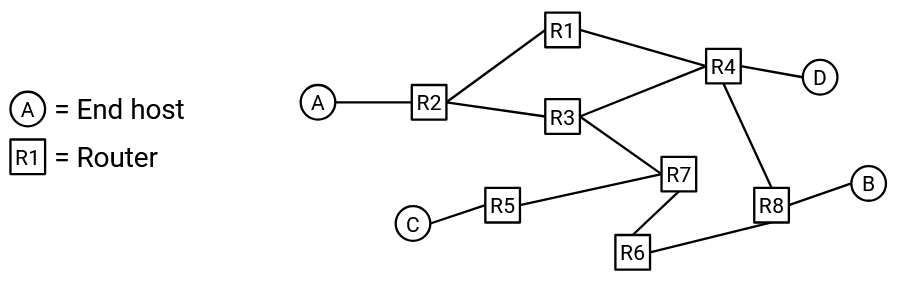 A = End host
R1 = Router
R1
R4
D
A
R2
R3
R7
B
R5
R8
C
R6